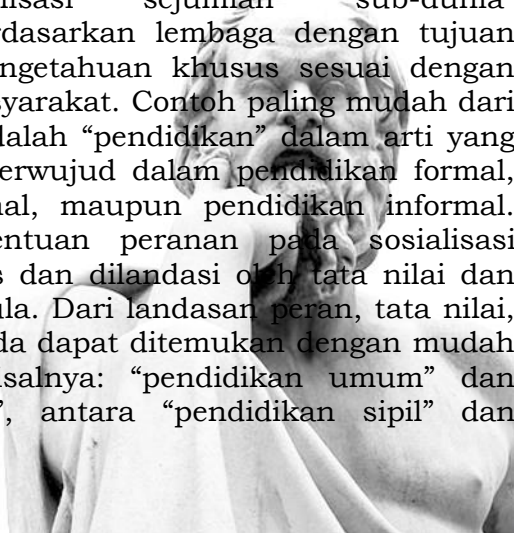 sejumlah sub-dunia
rdasarkan lembaga dengan tujuan
ngetahuan khusus sesuai dengan
syarakat. Contoh paling mudah dari
dalah “pendidikan” dalam arti yang
erwujud dalam pendidikan formal,
nal, maupun pendidikan informal.
entuan peranan pada sosialisasi
s dan dilandasi oleh tata nilai dan
ula. Dari landasan peran, tata nilai,
da dapat ditemukan dengan mudah
isalnya: “pendidikan umum” dan
”, antara “pendidikan sipil” dan